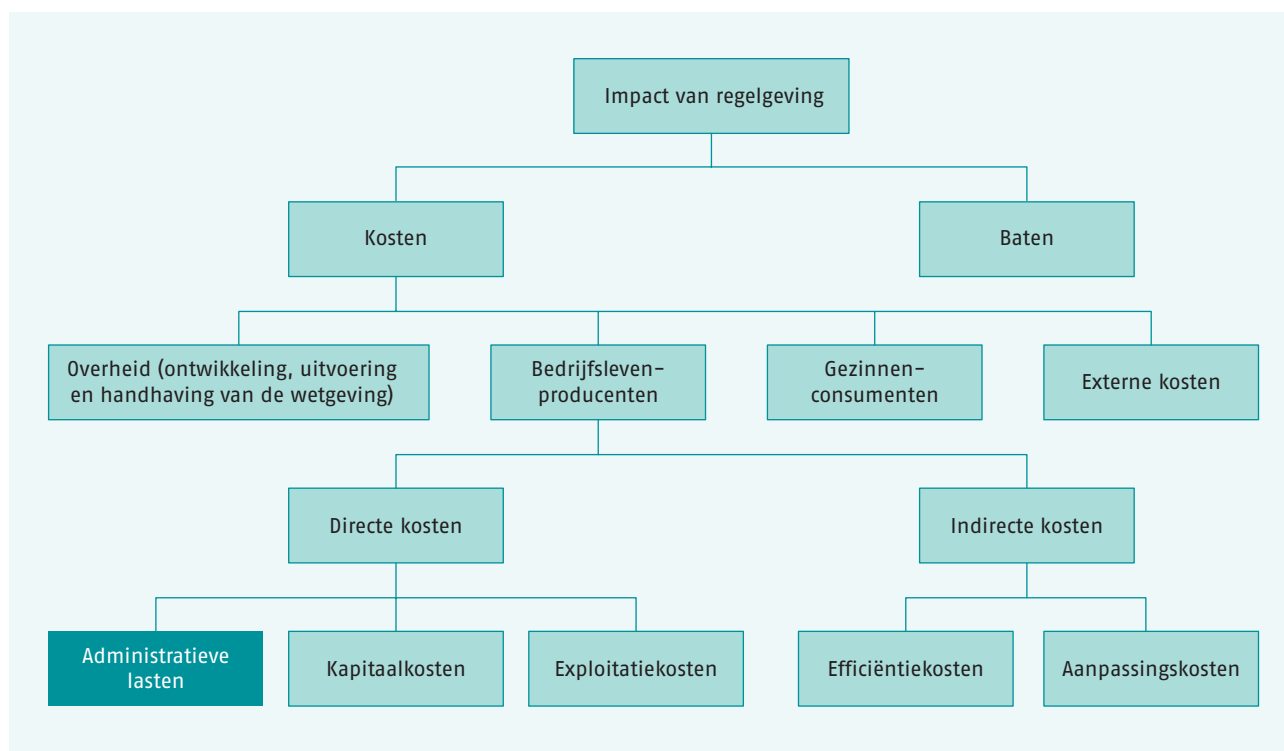 Impact van regelgeving
Kosten
Baten
Overheid (ontwikkeling, uitvoering
en handhaving van de wetgeving)
Bedrijfsleven-
producenten
Gezinnen-
consumenten
Externe kosten
Directe kosten
Indirecte kosten
Administratieve
lasten
Kapitaalkosten
Exploitatiekosten
Efficiëntiekosten
Aanpassingskosten